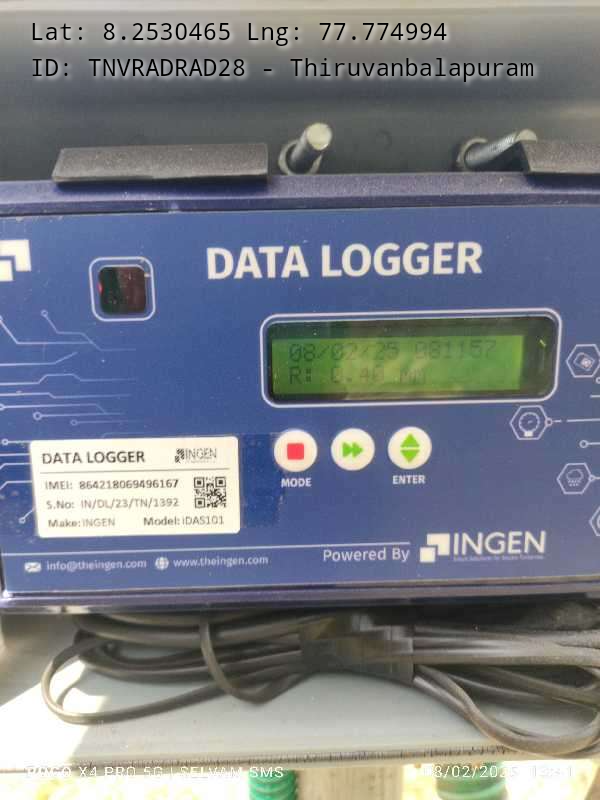 Lat: 8.2530465 Lng: 77.774994
ID: TNVRADRAD28 - Thiruvanbalapuram
DATA LOGGER
08/02/25 081157
R: 0.40 mm
DATA LOGGER INGEN
IMEI: 864218069496167
S.No: IN/DL/23/TN/1392
Make: INGEN Model: iDAS101
MODE
ENTER
Powered By INGEN
info@theingen.com www.theingen.com
POCO X4 PRO 5G | SELVAM SMS